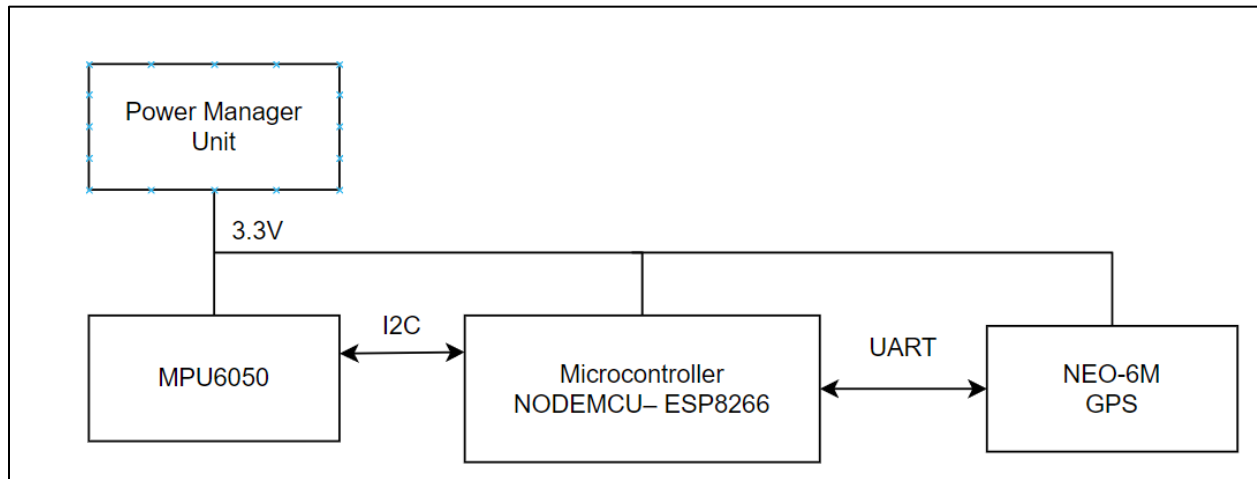 Power Manager
Unit
3.3V
I2C
MPU6050
Microcontroller
NODEMCU– ESP8266
UART
NEO-6M
GPS